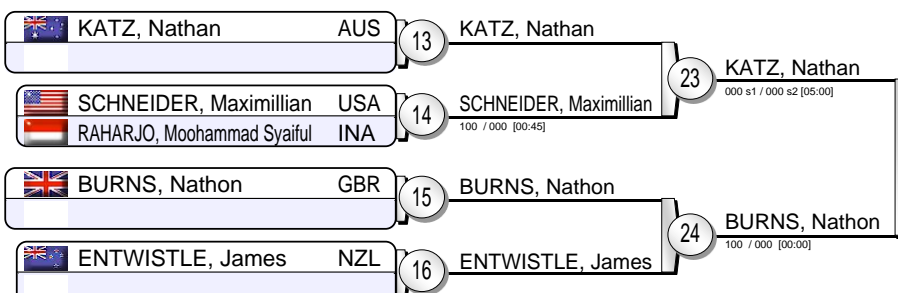 KATZ, Nathan AUS
13
KATZ, Nathan
SCHNEIDER, Maximillian USA
RAHARJO, Moohammad Syaiful INA
14
SCHNEIDER, Maximillian
100 / 000 [00:45]
23
KATZ, Nathan
000 s1 / 000 s2 [05:00]
BURNS, Nathon GBR
15
BURNS, Nathon
ENTWISTLE, James NZL
16
ENTWISTLE, James
24
BURNS, Nathon
100 / 000 [00:00]